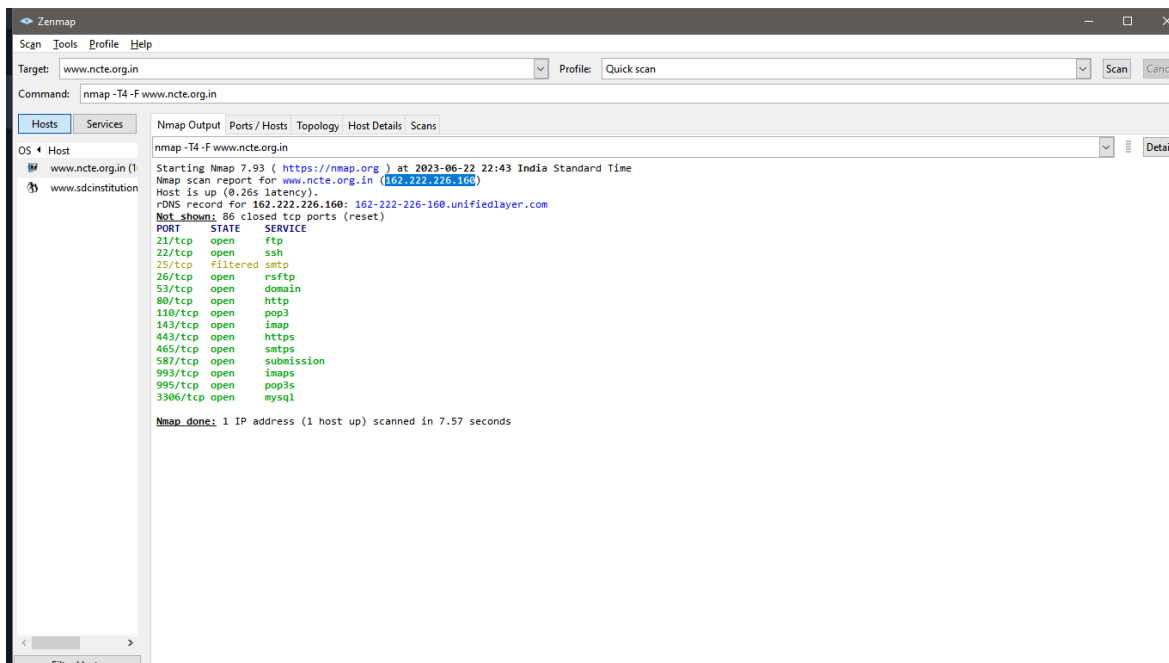 Zenmap
Scan Tools Profile Help
Target: www.ncte.org.in Profile: Quick scan Scan Canc
Command: nmap -T4 -F www.ncte.org.in
Hosts Services Nmap Output Ports / Hosts Topology Host Details Scans
OS Host
nmap -T4 -F www.ncte.org.in Detai
www.ncte.org.in (1
www.sdcinstitution
Starting Nmap 7.93 ( https://nmap.org ) at 2023-06-22 22:43 India Standard Time
Nmap scan report for www.ncte.org.in (162.222.226.160)
Host is up (0.26s latency).
rDNS record for 162.222.226.160: 162-222-226-160.unifiedlayer.com
Not shown: 86 closed tcp ports (reset)
PORT STATE SERVICE
21/tcp open ftp
22/tcp open ssh
25/tcp filtered smtp
26/tcp open rsftp
53/tcp open domain
80/tcp open http
110/tcp open pop3
143/tcp open imap
443/tcp open https
465/tcp open smtps
587/tcp open submission
993/tcp open imaps
995/tcp open pop3s
3306/tcp open mysql
Nmap done: 1 IP address (1 host up) scanned in 7.57 seconds